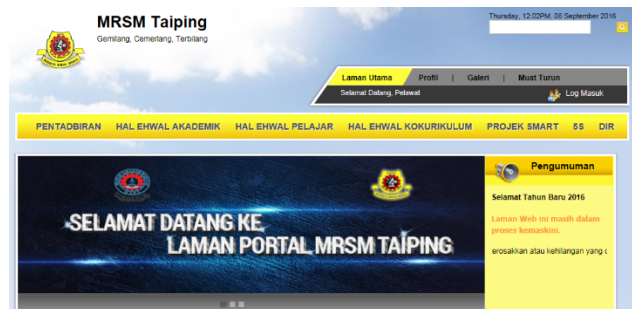 MRSM Taiping
Gemilang, Cemerlang, Terbilang
Thursday, 12:02PM, 08 September 2016
Laman Utama Profil | Galeri | Muat Turun
Selamat Datang, Pelawat Log Masuk
PENTADBIRAN HAL EHWAL AKADEMIK HAL EHWAL PELAJAR HAL EHWAL KOKURIKULUM PROJEK SMART 5S DIR
SELAMAT DATANG KE
LAMAN PORTAL MRSM TAIPING
Pengumuman
Selamat Tahun Baru 2016
Laman Web ini masih dalam
proses kemaskini.
erosakkan atau kehilangan yang c